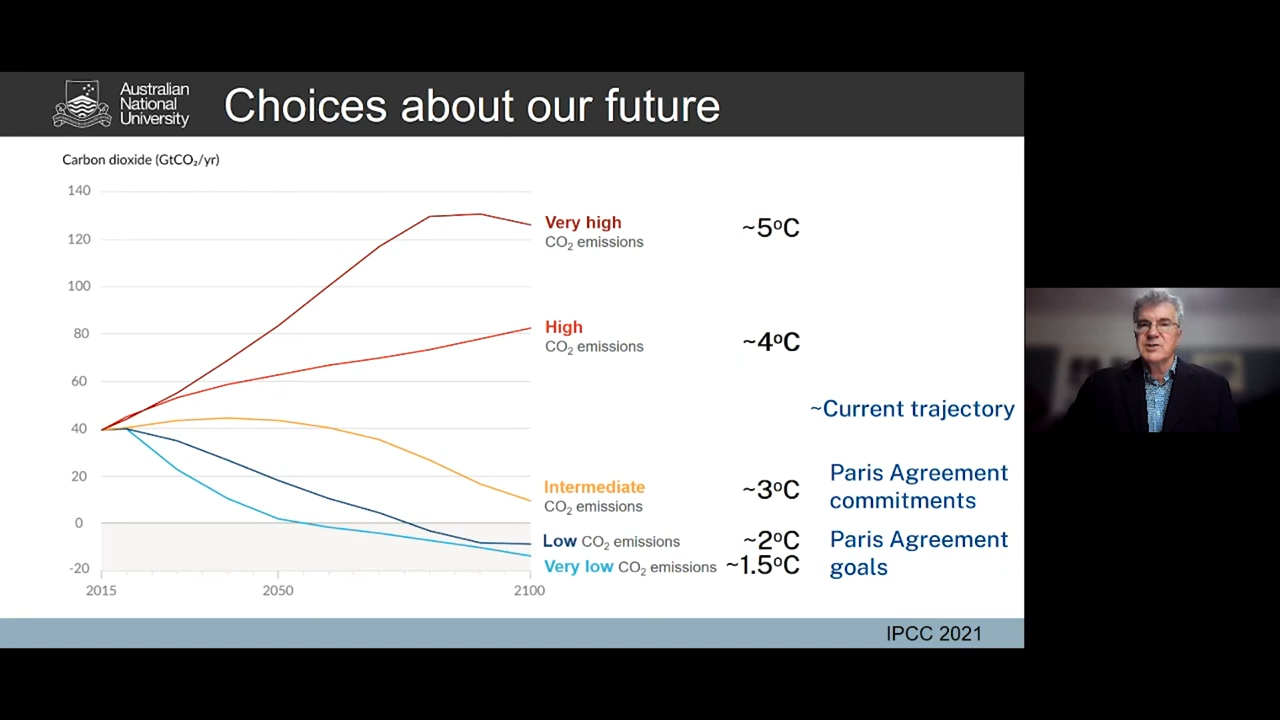 Australian
National
University
Choices about our future
Carbon dioxide (GtCO₂/yr)
140
120
100
80
60
40
20
0
-20
2015
2050
2100
Very high
CO₂ emissions
~5ºC
High
CO₂ emissions
~4ºC
~Current trajectory
Intermediate
CO₂ emissions
~3ºC
Paris Agreement
commitments
Low CO₂ emissions
~2ºC
Very low CO₂ emissions
~1.5ºC
Paris Agreement
goals
IPCC 2021